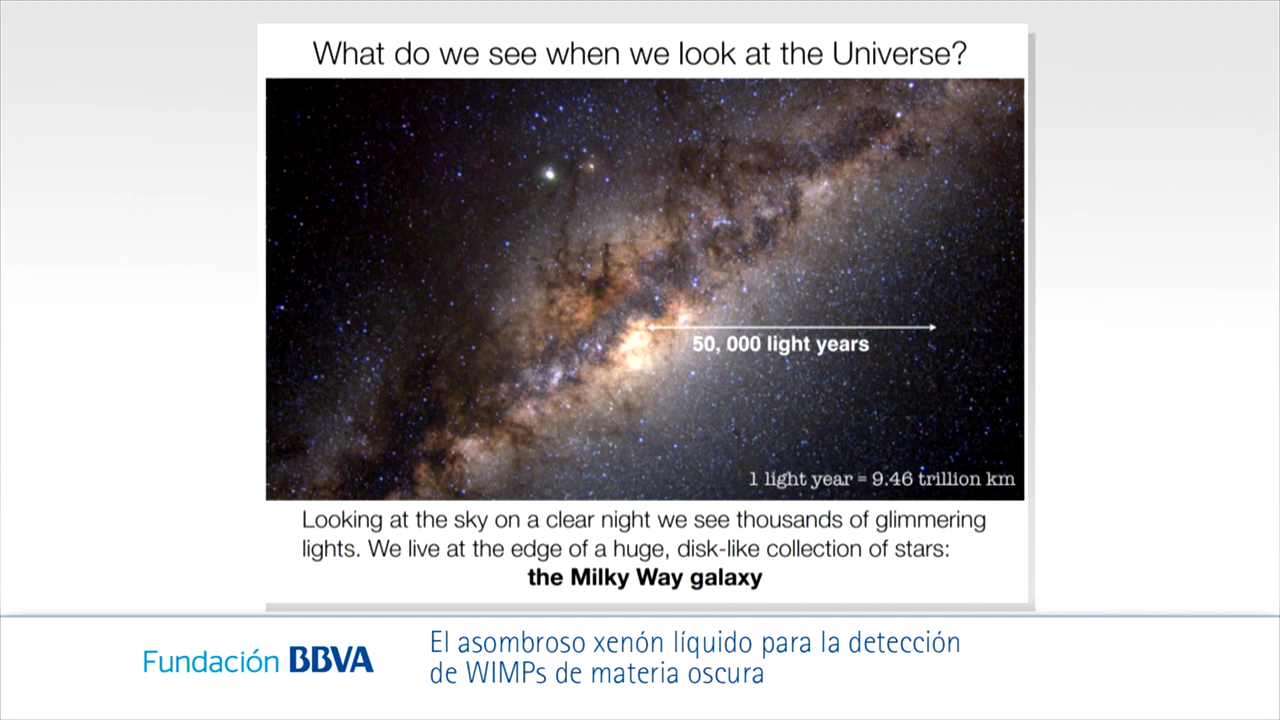 What do we see when we look at the Universe?
50, 000 light years
1 light year = 9.46 trillion km
Looking at the sky on a clear night we see thousands of glimmering
lights. We live at the edge of a huge, disk-like collection of stars:
the Milky Way galaxy
Fundación BBVA
El asombroso xenón líquido para la detección
de WIMPs de materia oscura